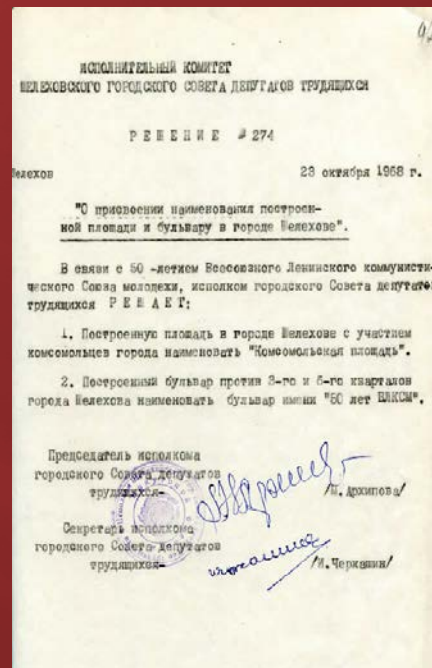 ИСПОЛНИТЕЛЬНЫЙ КОМИТЕТ
ШЕЛЕХОВСКОГО ГОРОДСКОГО СОВЕТА ДЕПУТАТОВ ТРУДЯЩИХСЯ
РЕШЕНИЕ # 274
Шелехов 23 октября 1968 г.
"О присвоении наименования построен-
ной площади и бульвару в городе Шелехове".
В связи с 50 -летием Всесоюзного Ленинского коммунисти-
ческого Союза молодежи, исполком городского Совета депутатов
трудящихся РЕШАЕТ:
1. Построенную площадь в городе Шелехове с участием
комсомольцев города наименовать "Комсомольская площадь".
2. Построенный бульвар против 3-го и 6-го кварталов
города Шелехова наименовать бульвар имени "50 лет ВЛКСМ".
Председатель исполкома
городского Совета депутатов
трудящихся- /Архипова/
Секретарь исполкома
городского Совета депутатов
трудящихся- /И.Черкашин/